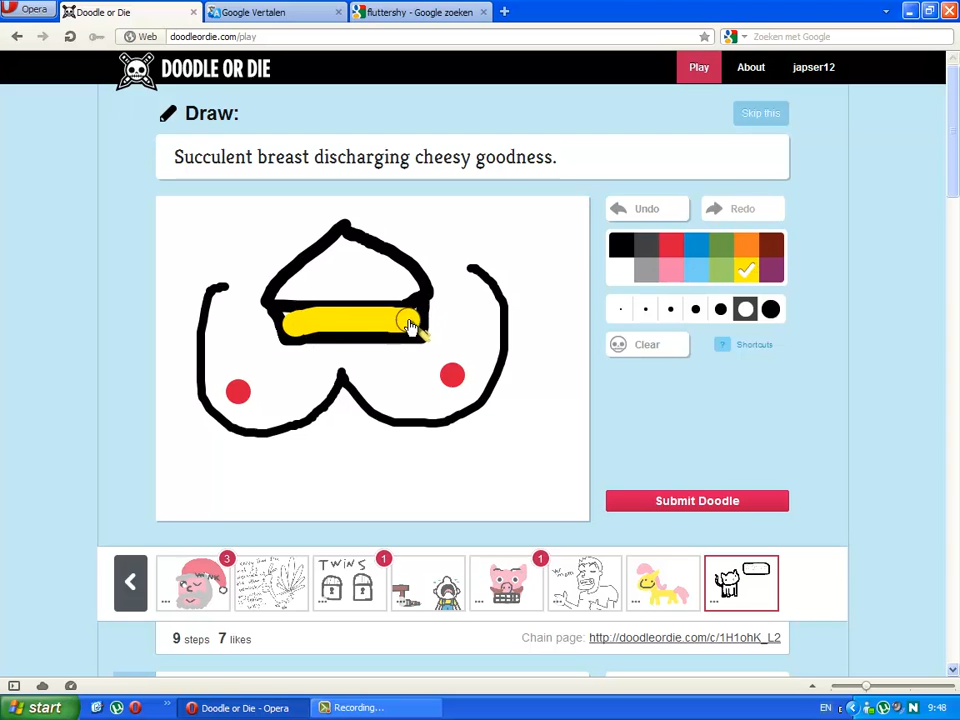 Opera
Doodle or Die
Google Vertalen
fluttershy - Google zoeken
Web
doodleordie.com/play
Zoeken met Google
DOODLE OR DIE
Play
About
japser12
Draw:
Skip this
Succulent breast discharging cheesy goodness.
Undo
Redo
Clear
?
Shortcuts
Submit Doodle
3
1
1
TWINS
9 steps 7 likes
Chain page: http://doodleordie.com/c/1H1ohK_L2
start
Doodle or Die - Opera
Recording...
EN
9:48